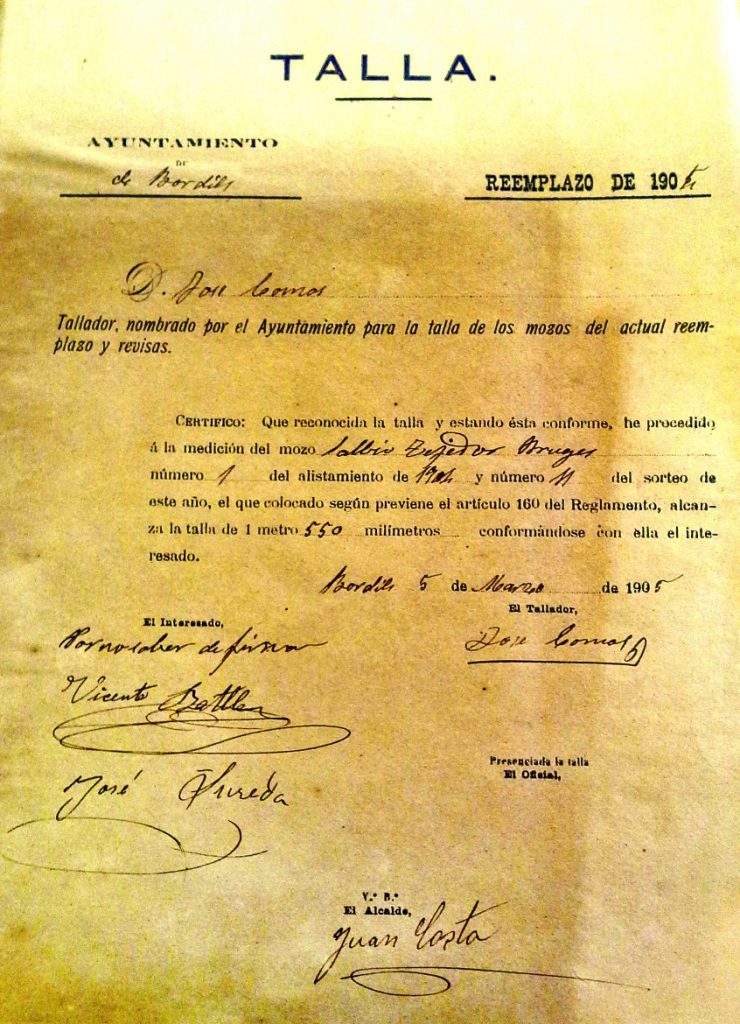 TALLA.
AYUNTAMIENTO
DE
de Bordils
REEMPLAZO DE 190
D. José Comas
Tallador, nombrado por el Ayuntamiento para la talla de los mozos del actual reem-
plazo y revisas.
CERTIFICO: Que reconocida la talla y estando ésta conforme, he procedido
á la medición del mozo Tejedor Bruges
número 1 del alistamiento de y número 11 del sorteo de
este año, el que colocado según previene el artículo 160 del Reglamento, alcan-
za la talla de 1 metro 550 milímetros conformándose con ella el inte-
resado.
Bordils 5 de Marzo de 1905
El Interesado,
El Tallador,
Por no saber de firmar
José Comas
Vicente Batlle
José Sureda
Presenciada la talla
El Oficial,
V.° B.°
El Alcalde,
Juan Costa